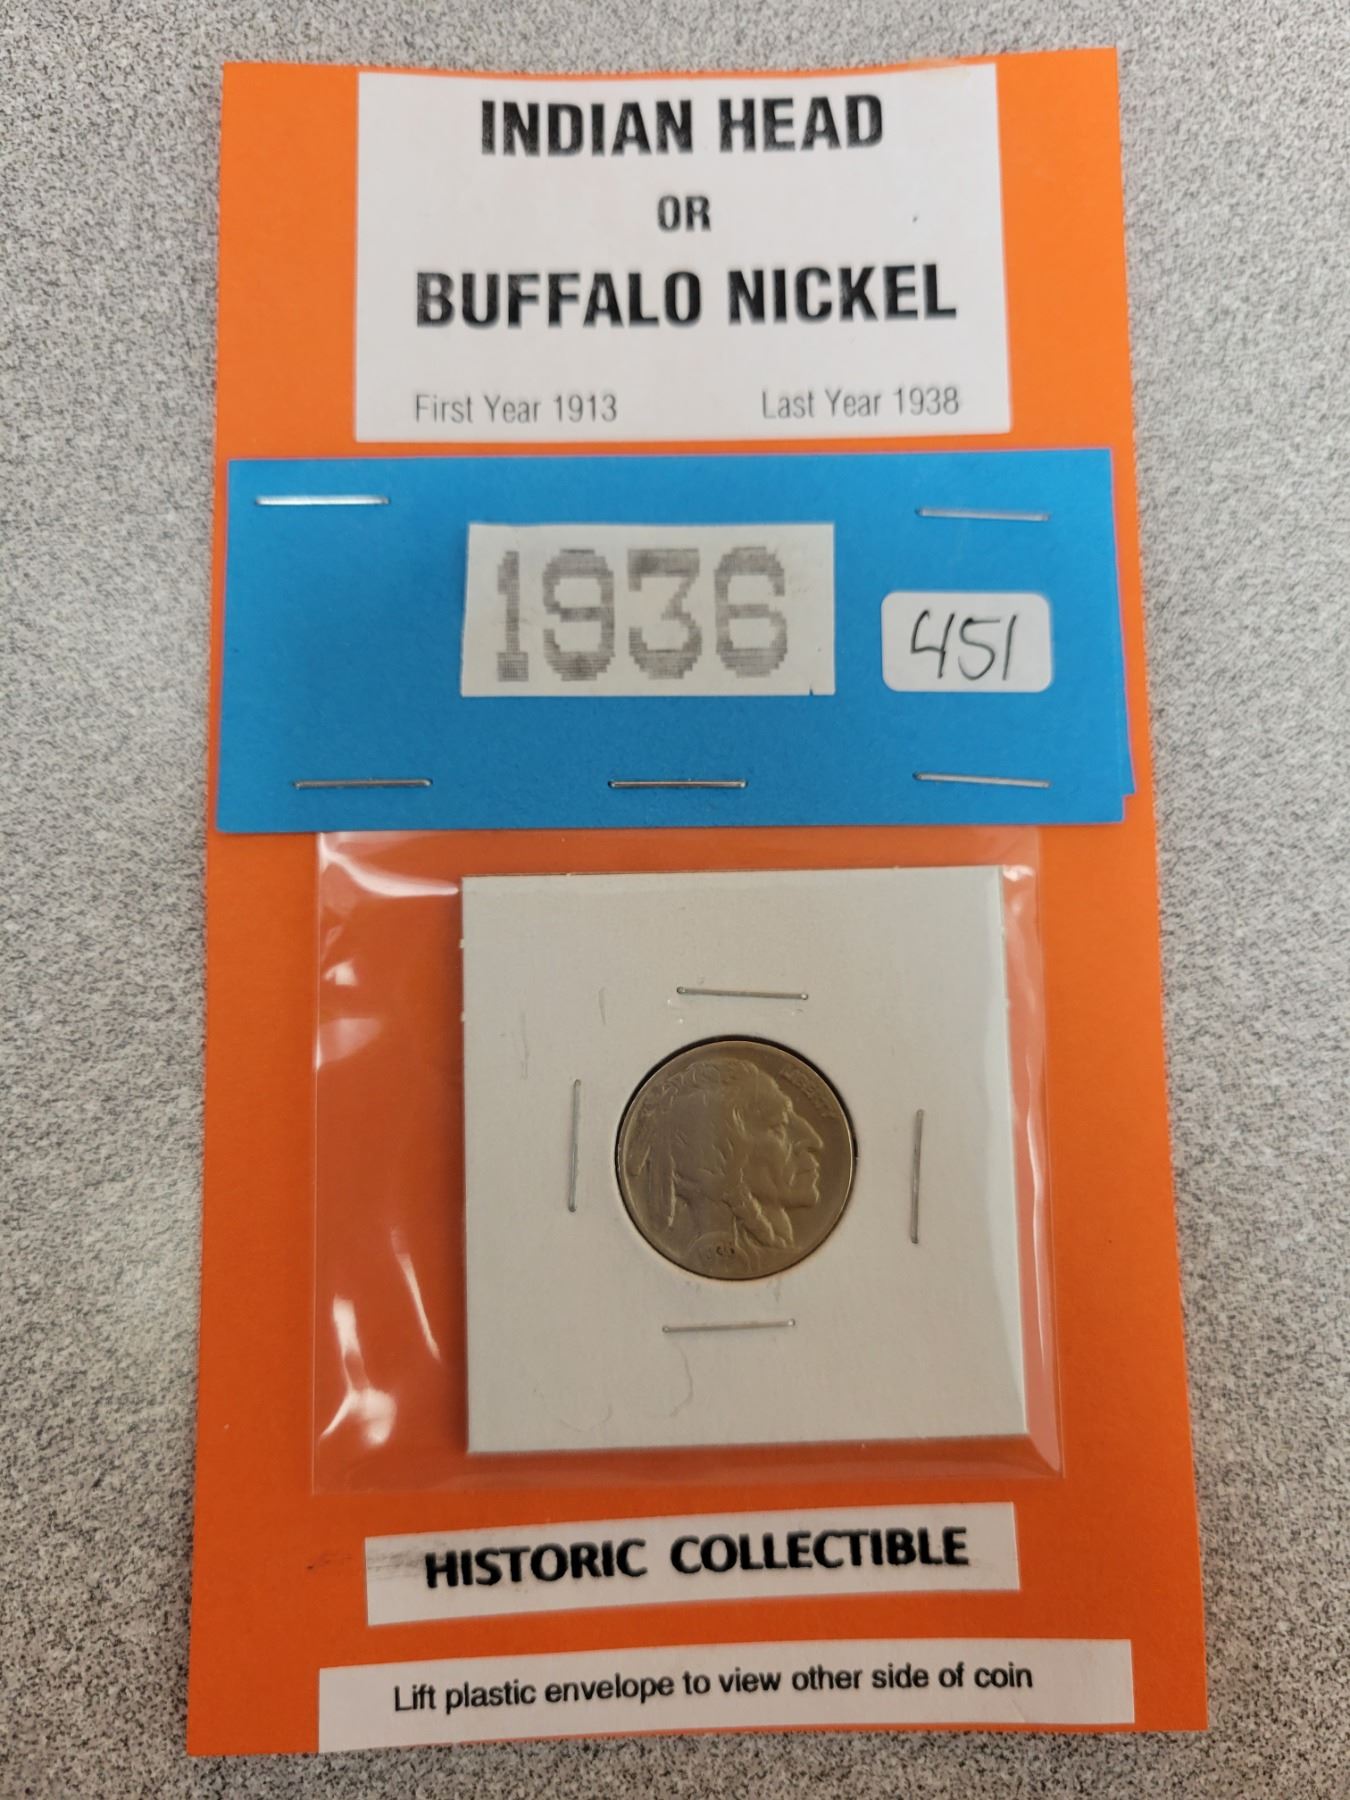 INDIAN HEAD
OR
BUFFALO NICKEL
First Year 1913 Last Year 1938
1936
451
LIBERTY
HISTORIC COLLECTIBLE
Lift plastic envelope to view other side of coin